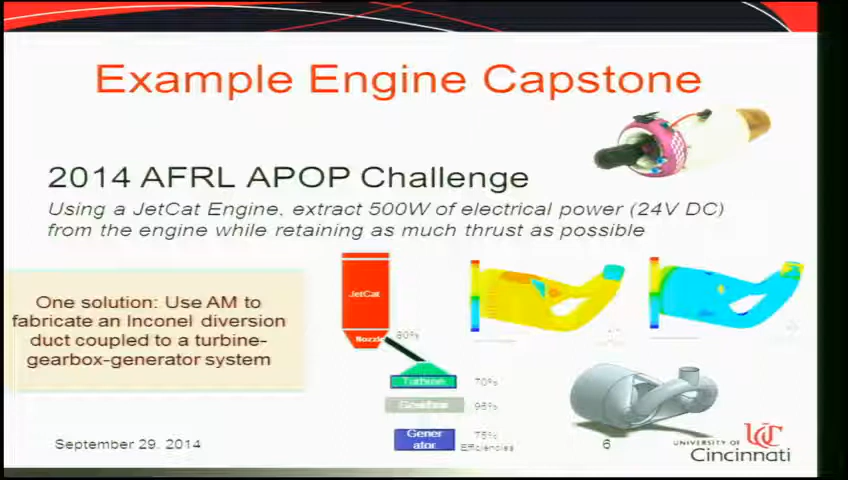 Example Engine Capstone
2014 AFRL APOP Challenge
Using a JetCat Engine, extract 500W of electrical power (24V DC)
from the engine while retaining as much thrust as possible
One solution: Use AM to
fabricate an Inconel diversion
duct coupled to a turbine-
gearbox-generator system
JetCat
Nozzle
80%
Turbine
70%
Gearbox
98%
Gener
ator
75%
Efficiencies
September 29. 2014
6
UNIVERSITY OF
UC
Cincinnati